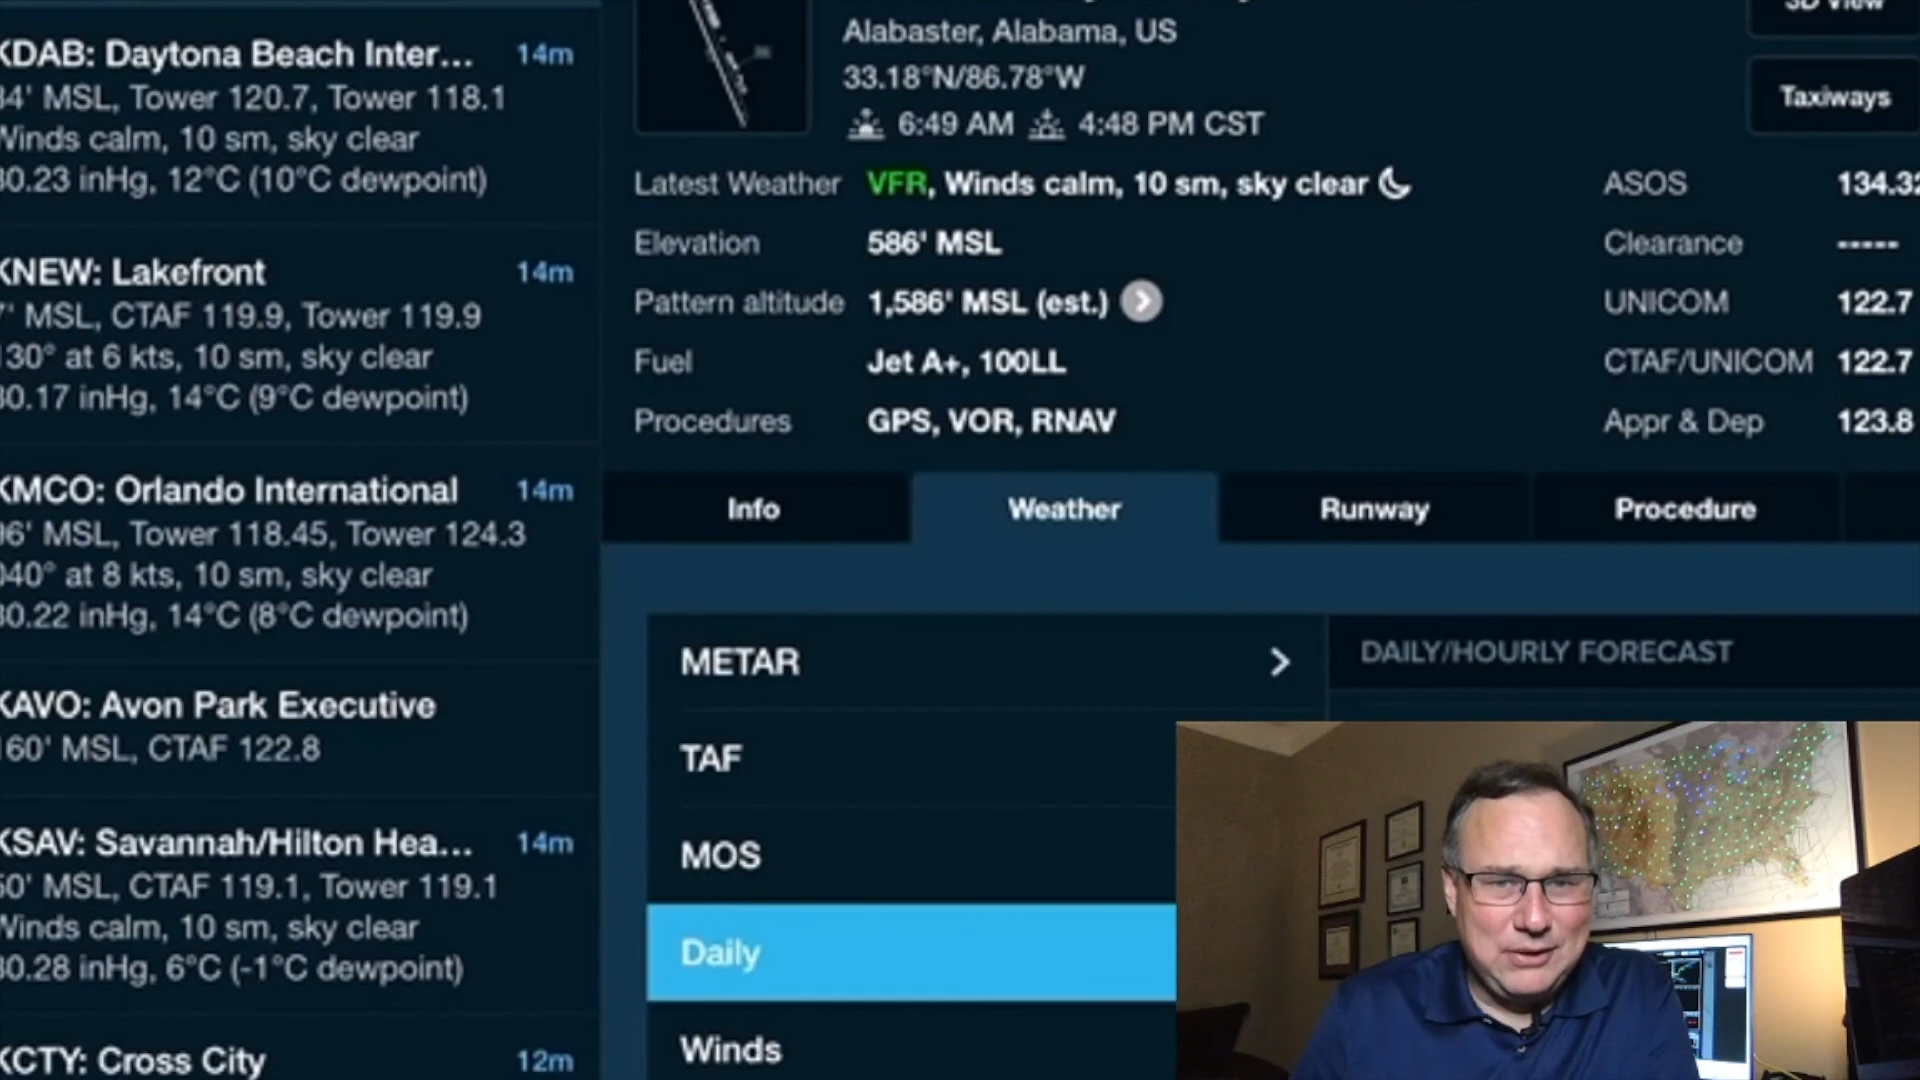 KDAB: Daytona Beach Inter... 14m
34' MSL, Tower 120.7, Tower 118.1
Winds calm, 10 sm, sky clear
30.23 inHg, 12°C (10°C dewpoint)
KNEW: Lakefront 14m
7' MSL, CTAF 119.9, Tower 119.9
130° at 6 kts, 10 sm, sky clear
30.17 inHg, 14°C (9°C dewpoint)
KMCO: Orlando International 14m
96' MSL, Tower 118.45, Tower 124.3
040° at 8 kts, 10 sm, sky clear
30.22 inHg, 14°C (8°C dewpoint)
KAVO: Avon Park Executive
160' MSL, CTAF 122.8
KSAV: Savannah/Hilton Hea... 14m
50' MSL, CTAF 119.1, Tower 119.1
Winds calm, 10 sm, sky clear
30.28 inHg, 6°C (-1°C dewpoint)
KCTY: Cross City 12m
Alabaster, Alabama, US
33.18°N/86.78°W
6:49 AM 4:48 PM CST
3D View
Taxiways
Latest Weather VFR, Winds calm, 10 sm, sky clear
Elevation 586' MSL
Pattern altitude 1,586' MSL (est.)
Fuel Jet A+, 100LL
Procedures GPS, VOR, RNAV
ASOS 134.32
Clearance -----
UNICOM 122.7
CTAF/UNICOM 122.7
Appr & Dep 123.8
Info Weather Runway Procedure
METAR
TAF
MOS
Daily
Winds
DAILY/HOURLY FORECAST